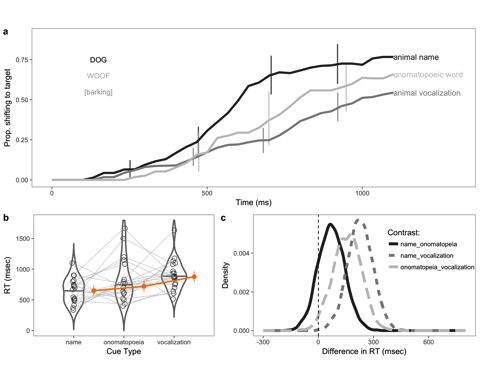 a
Prop. shifting to target
0.75
0.50
0.25
0.00
DOG
WOOF
[barking]
animal name
onomatopoeic word
animal vocalization
0
500
1000
Time (ms)
b
RT (msec)
1500
1000
500
0
name
onomatopoeia
vocalization
Cue Type
c
Density
0.004
0.002
0.000
Contrast:
name_onomatopeia
name_vocalization
onomatopeia_vocalization
-300
0
300
600
Difference in RT (msec)